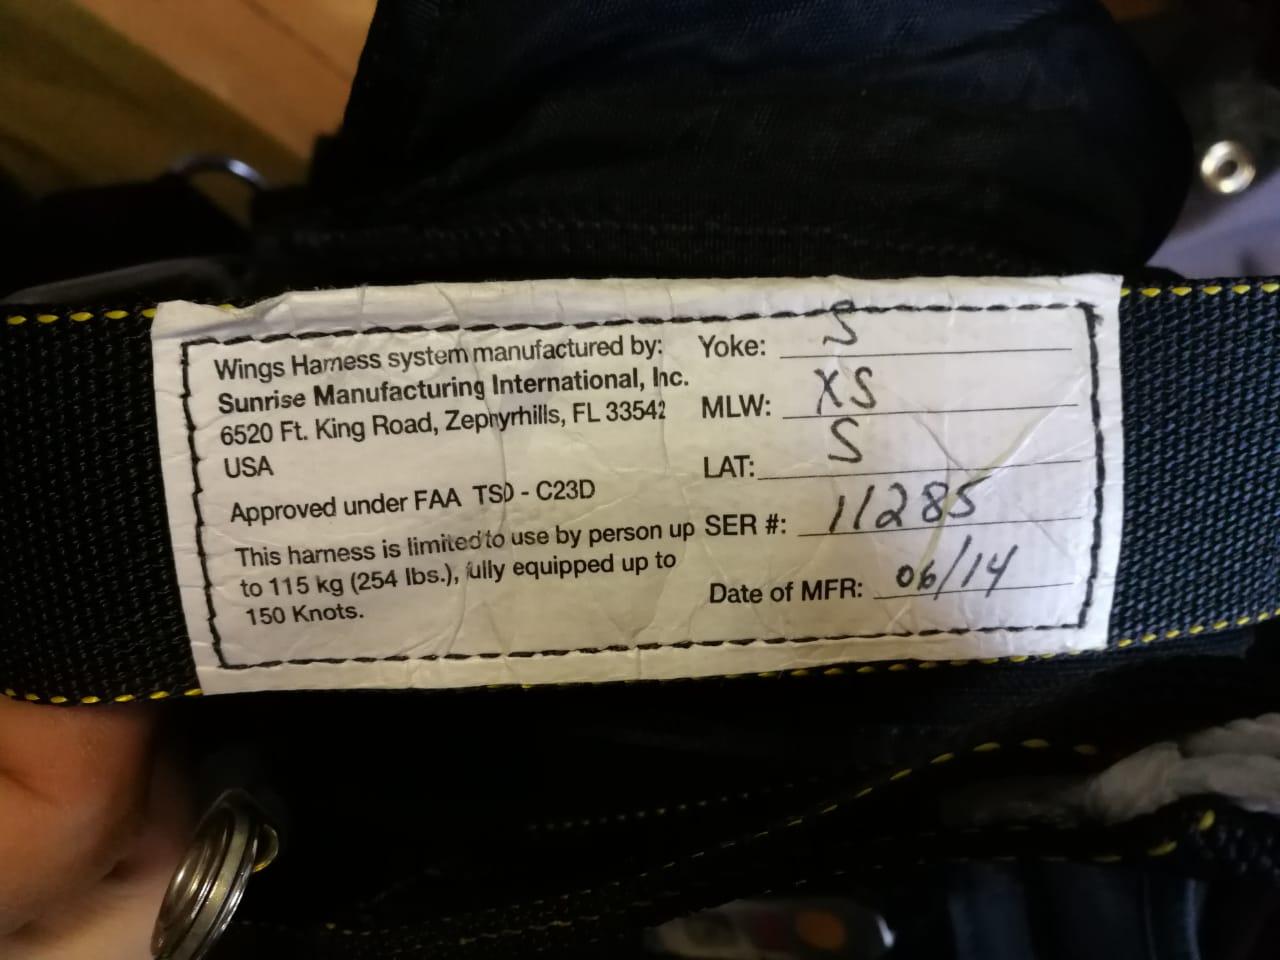 Wings Harness system manufactured by:
Sunrise Manufacturing International, Inc.
6520 Ft. King Road, Zephyrhills, FL 33542
USA
Approved under FAA TSO - C23D
This harness is limited to use by person up
to 115 kg (254 lbs.), fully equipped up to
150 Knots.
Yoke: S
MLW: XS
LAT: S
SER #: 11285
Date of MFR: 06/14